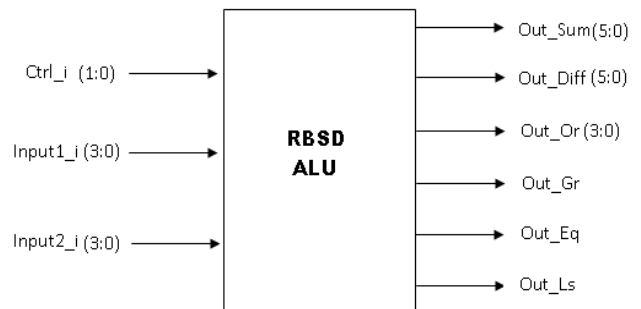 Ctrl_i (1:0)
Input1_i (3:0)
Input2_i (3:0)
RBSD
ALU
Out_Sum (5:0)
Out_Diff (5:0)
Out_Or (3:0)
Out_Gr
Out_Eq
Out_Ls